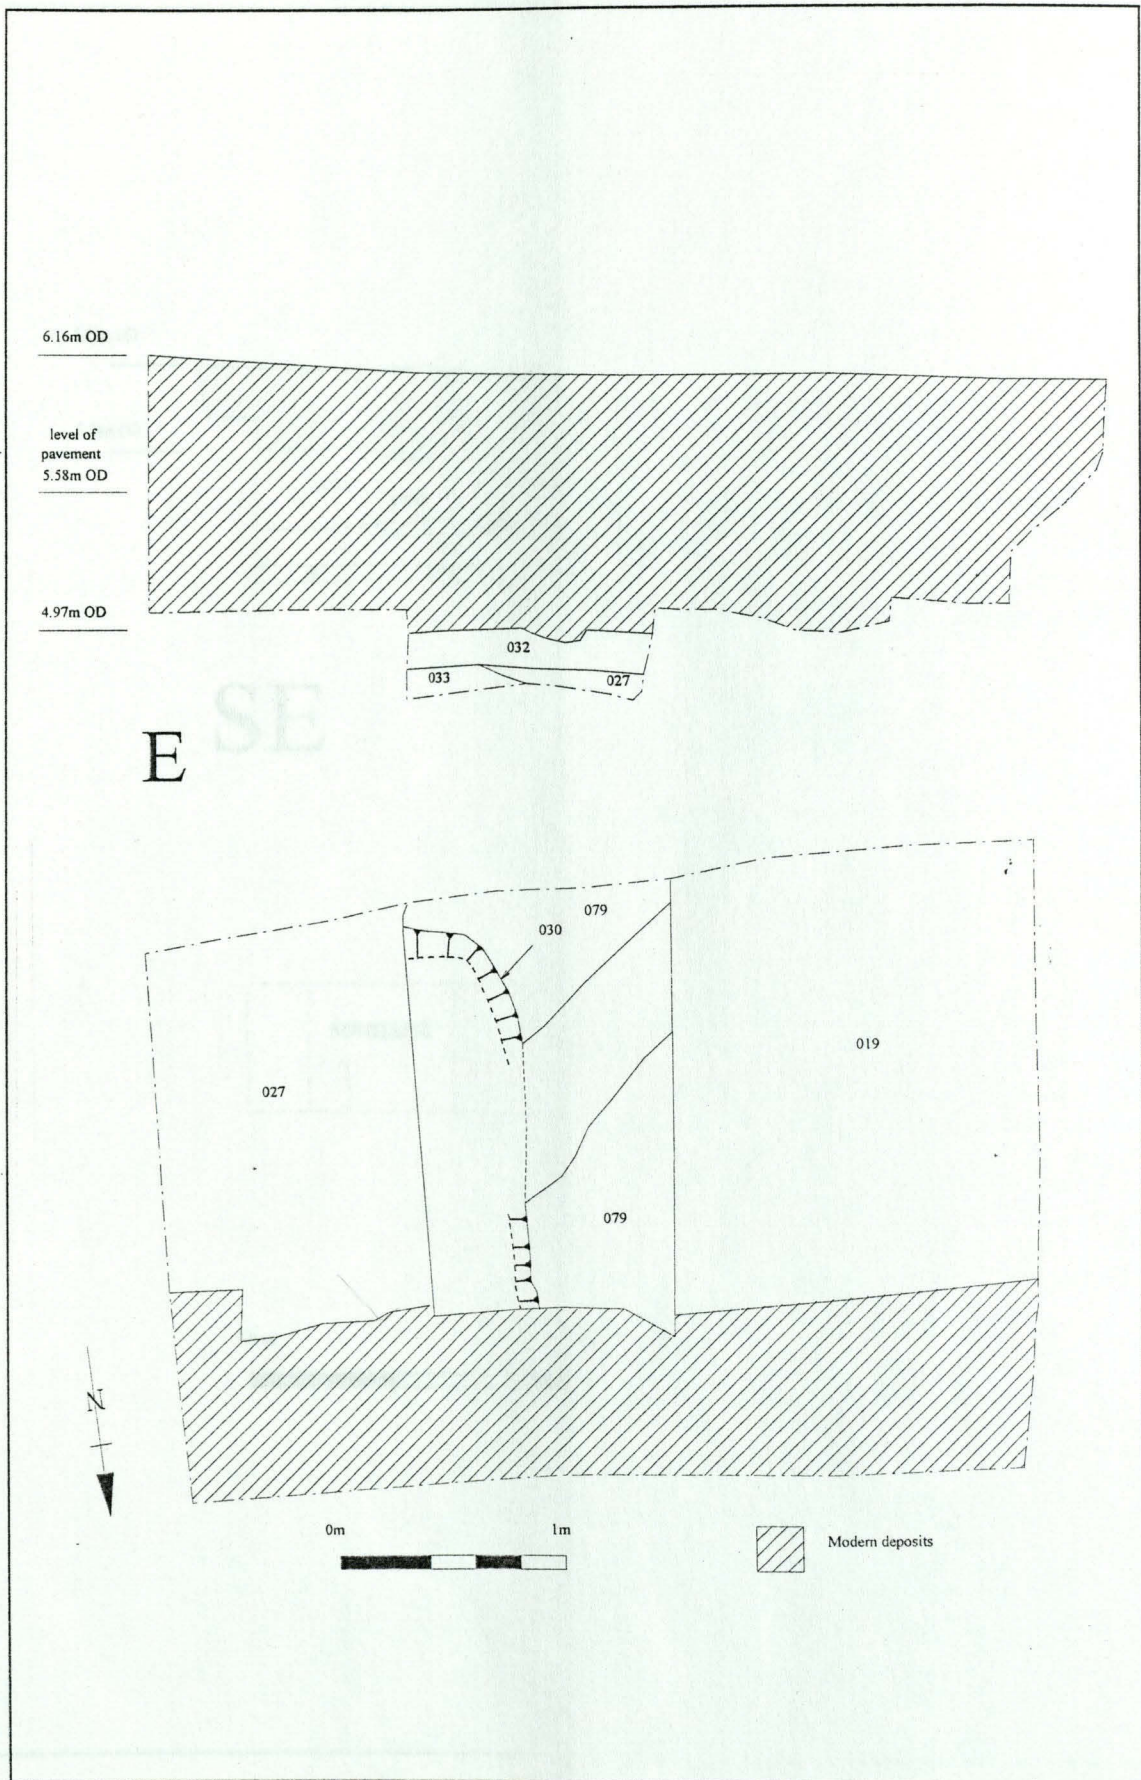 6.16m OD
level of
pavement
5.58m OD
4.97m OD
032
033
027
E
SE
079
030
019
027
079
N
0m
1m
Modern deposits